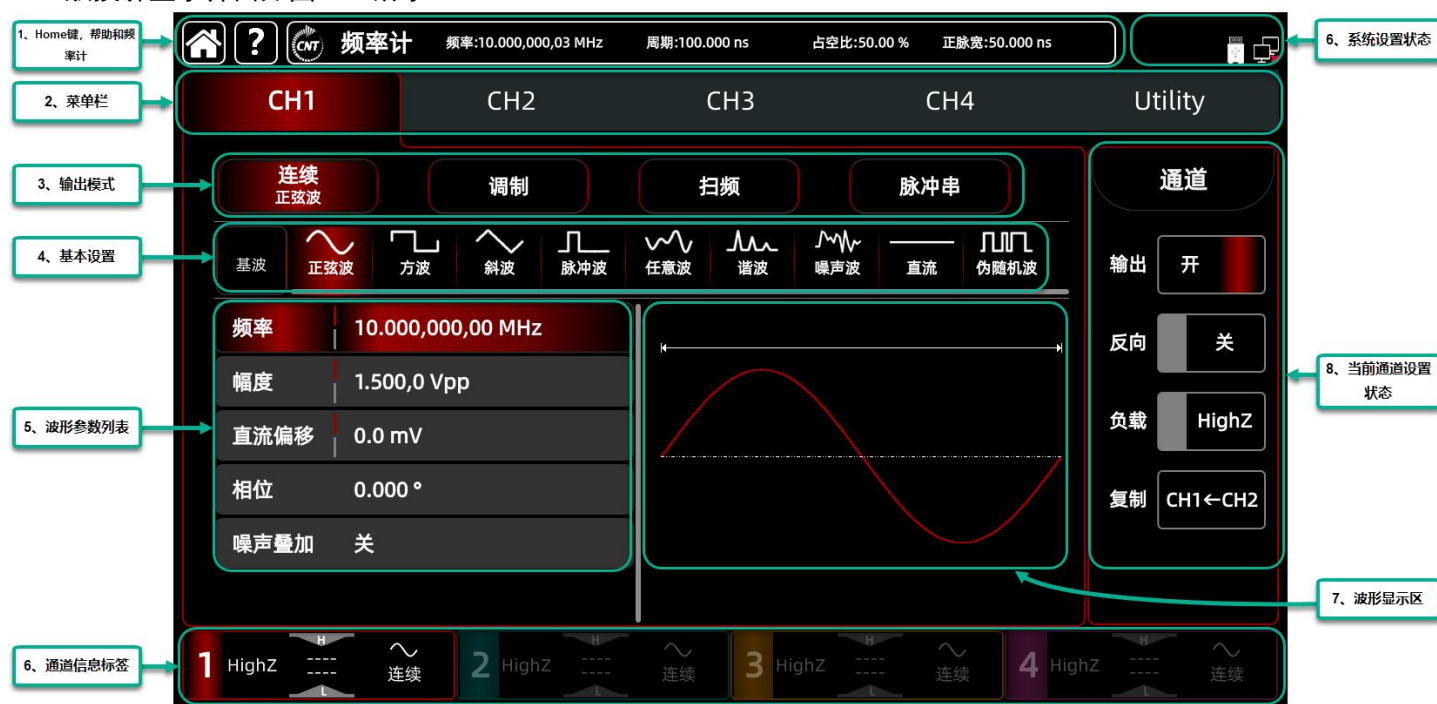 1、Home键，帮助和频
率计
? CNT 频率计 频率:10.000,000,03 MHz 周期:100.000 ns 占空比:50.00 % 正脉宽:50.000 ns
6、系统设置状态
2、菜单栏
CH1 CH2 CH3 CH4 Utility
3、输出模式
连续 调制 扫频 脉冲串
正弦波
通道
4、基本设置
基波 正弦波 方波 斜波 脉冲波 任意波 谐波 噪声波 直流 伪随机波
输出 开
频率 10.000,000,00 MHz
反向 关
幅度 1.500,0 Vpp
8、当前通道设置
状态
5、波形参数列表
直流偏移 0.0 mV
负载 HighZ
相位 0.000 °
复制 CH1←CH2
噪声叠加 关
7、波形显示区
6、通道信息标签
1 HighZ H ---- ---- L 连续
2 HighZ H ---- ---- L 连续
3 HighZ H ---- ---- L 连续
4 HighZ H ---- ---- L 连续